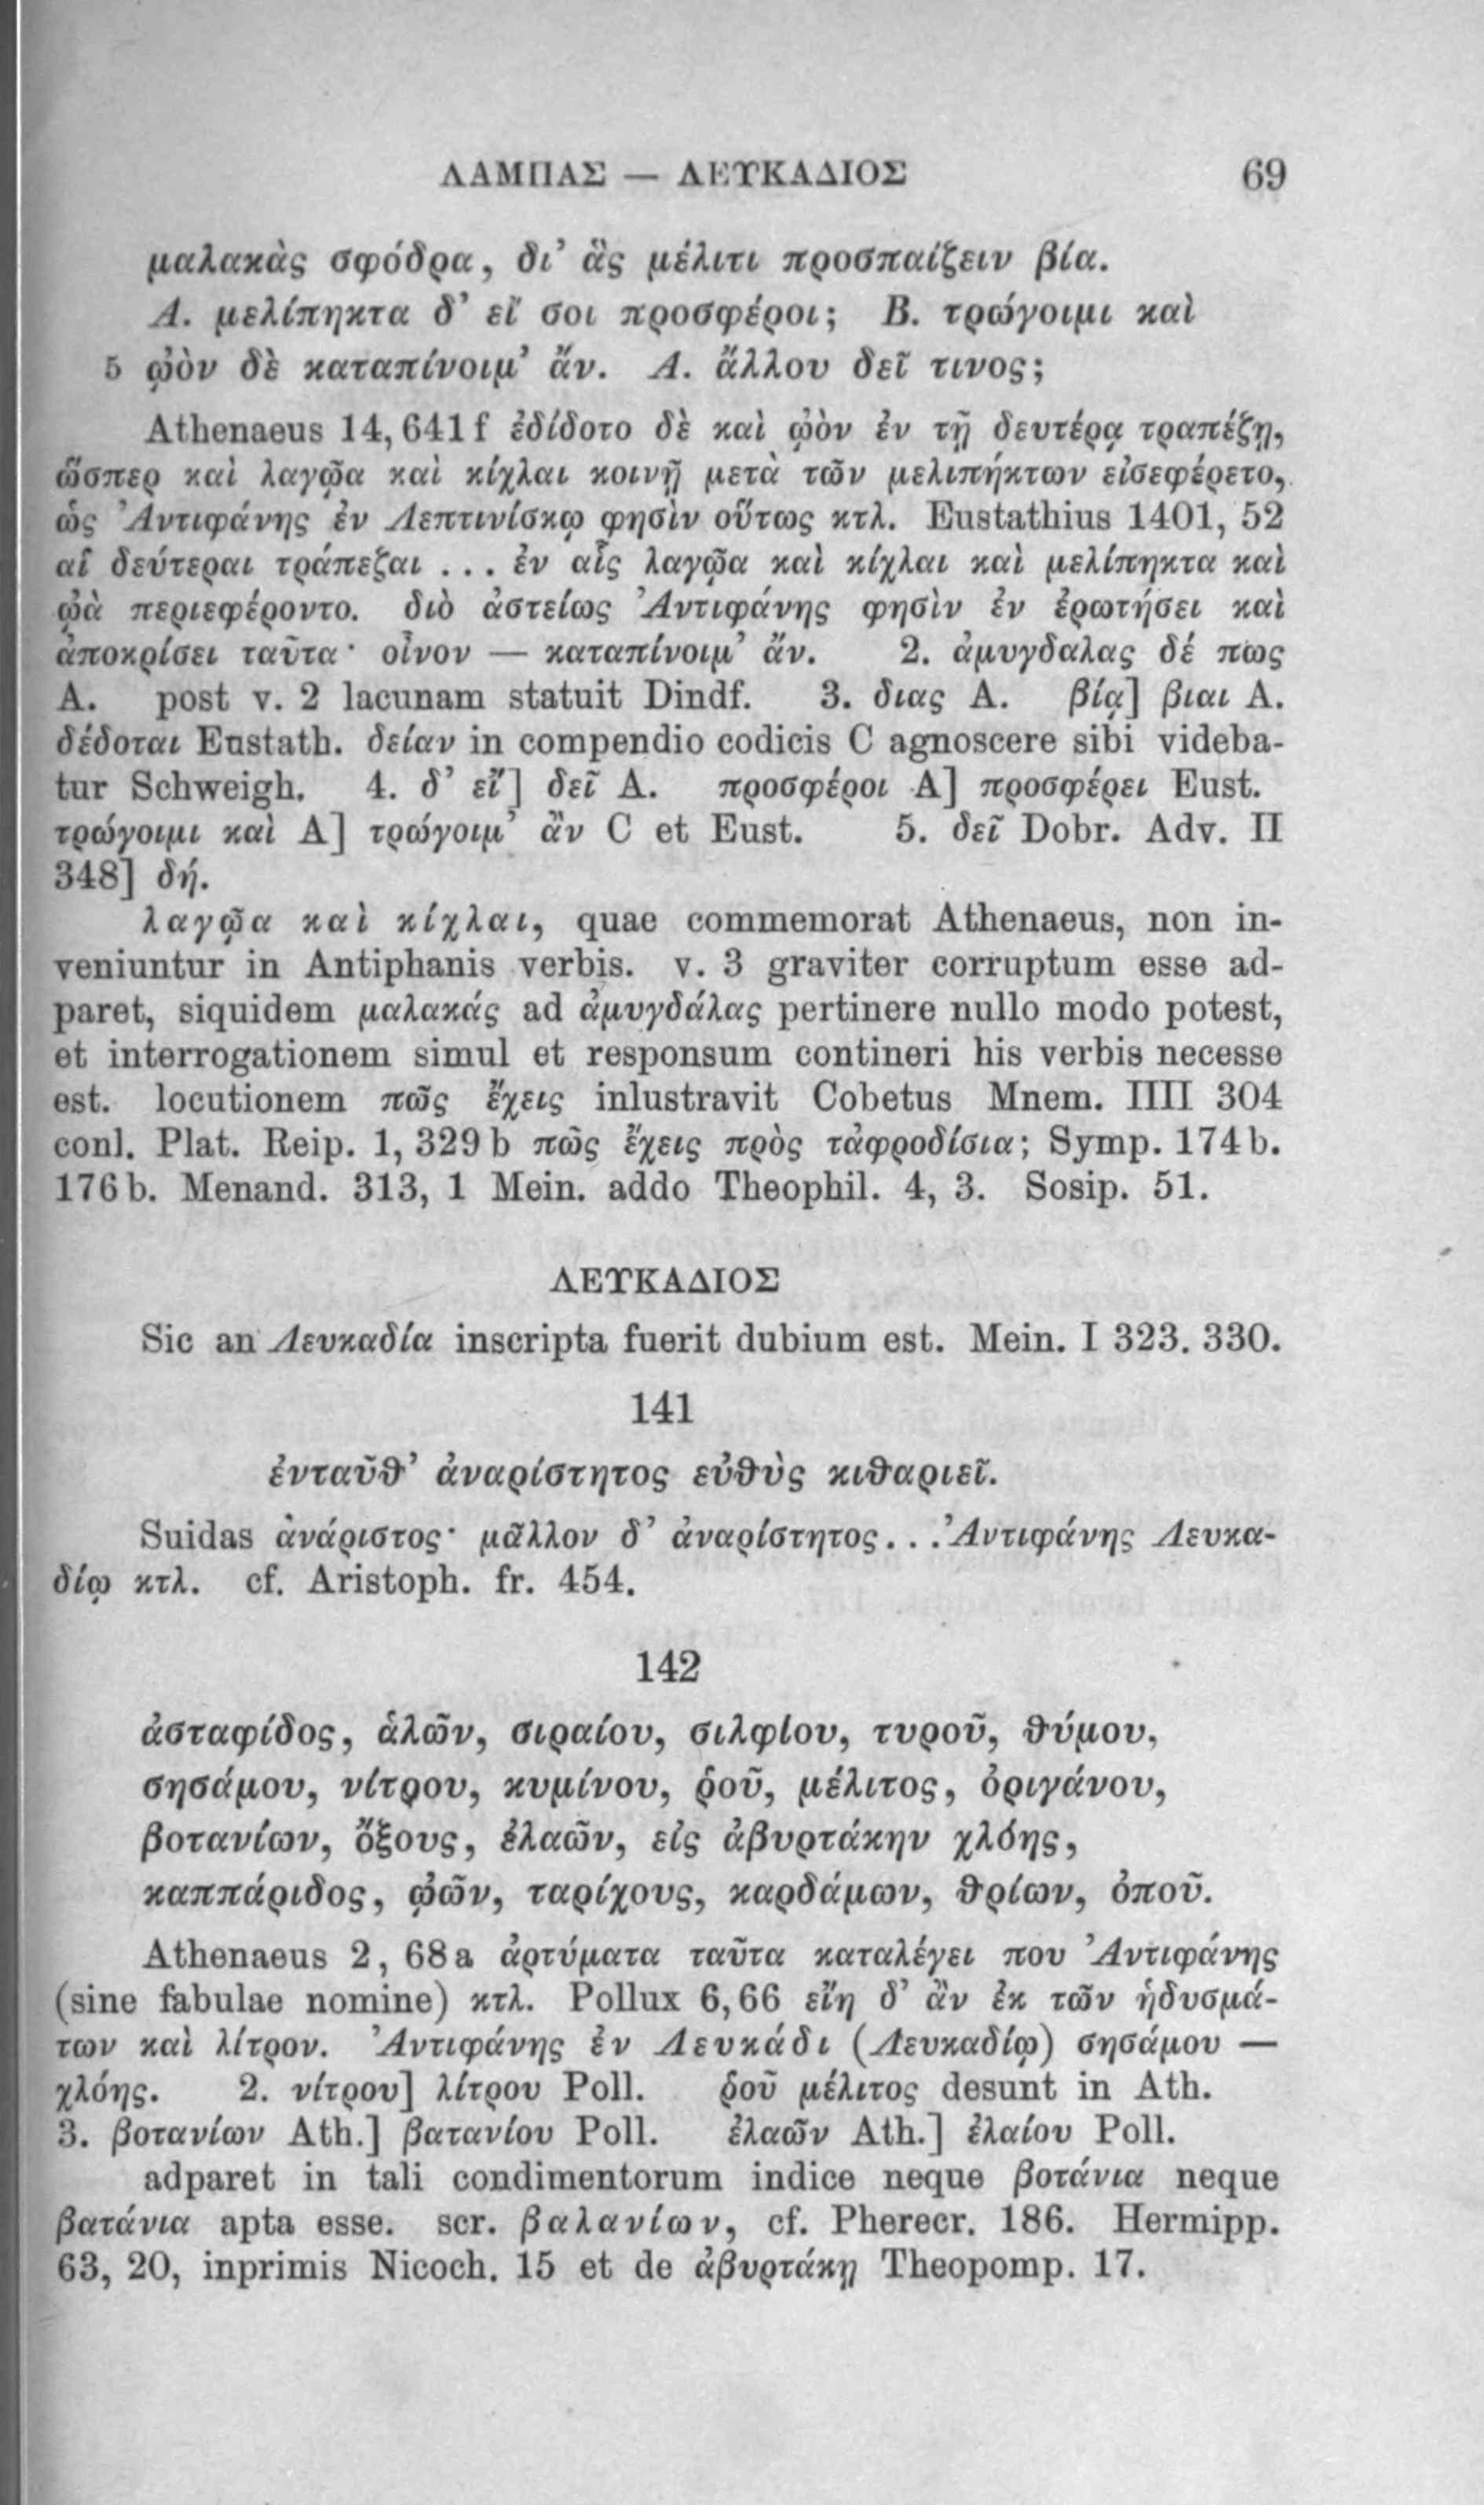 ΛΑΜΠΑΣ — ΛΕΥΚΑΔΙΟΣ 69
μαλακὰς σφόδρα, δι’ ἃς μέλιτι προσπαίζειν βίᾳ.
Α. μελίπηκτα δ’ εἴ σοι προσφέροι; Β. τρώγοιμι καὶ
5 ᾠὸν δὲ καταπίνοιμ’ ἄν. Α. ἄλλου δεῖ τινος;
Athenaeus 14, 641 f ἐδίδοτο δὲ καὶ ᾠὸν ἐν τῇ δευτέρᾳ τραπέζῃ,
ὥσπερ καὶ λαγῷα καὶ κίχλαι κοινῇ μετὰ τῶν μελιπήκτων εἰσεφέρετο,
ὡς Ἀντιφάνης ἐν Λεπτινίσκῳ φησὶν οὕτως κτλ. Eustathius 1401, 52
αἱ δεύτεραι τράπεζαι ... ἐν αἷς λαγῷα καὶ κίχλαι καὶ μελίπηκτα καὶ
ᾠὰ περιεφέροντο. διὸ ἀστείως Ἀντιφάνης φησὶν ἐν ἐρωτήσει καὶ
ἀποκρίσει ταῦτα· οἶνον — καταπίνοιμ’ ἄν. 2. ἀμυγδαλας δέ πως
A. post v. 2 lacunam statuit Dindf. 3. διας A. βίᾳ] βιαι A.
δέδοται Eustath. δείαν in compendio codicis C agnoscere sibi videba-
tur Schweigh. 4. δ’ εἴ] δεῖ A. προσφέροι A] προσφέρει Eust.
τρώγοιμι καὶ A] τρώγοιμ’ ἂν C et Eust. 5. δεῖ Dobr. Adv. II
348] δή.
λαγῷα καὶ κίχλαι, quae commemorat Athenaeus, non in-
veniuntur in Antiphanis verbis. v. 3 graviter corruptum esse ad-
paret, siquidem μαλακάς ad ἀμυγδάλας pertinere nullo modo potest,
et interrogationem simul et responsum contineri his verbis necesse
est. locutionem πῶς ἔχεις inlustravit Cobetus Mnem. IIII 304
conl. Plat. Reip. 1, 329 b πῶς ἔχεις πρὸς τἀφροδίσια; Symp. 174 b.
176 b. Menand. 313, 1 Mein. addo Theophil. 4, 3. Sosip. 51.
ΛΕΥΚΑΔΙΟΣ
Sic an Λευκαδία inscripta fuerit dubium est. Mein. I 323. 330.
141
ἐνταῦθ’ ἀναρίστητος εὐθὺς κιθαριεῖ.
Suidas ἀνάριστος· μᾶλλον δ’ ἀναρίστητος... Ἀντιφάνης Λευκα-
δίῳ κτλ. cf. Aristoph. fr. 454.
142
ἀσταφίδος, ἁλῶν, σιραίου, σιλφίου, τυροῦ, θύμου,
σησάμου, νίτρου, κυμίνου, ῥοῦ, μέλιτος, ὀριγάνου,
βοτανίων, ὄξους, ἐλαῶν, εἰς ἀβυρτάκην χλόης,
καππάριδος, ᾠῶν, ταρίχους, καρδάμων, θρίων, ὀποῦ.
Athenaeus 2, 68 a ἀρτύματα ταῦτα καταλέγει που Ἀντιφάνης
(sine fabulae nomine) κτλ. Pollux 6, 66 εἴη δ’ ἂν ἐκ τῶν ἡδυσμά-
των καὶ λίτρον. Ἀντιφάνης ἐν Λευκάδι (Λευκαδίῳ) σησάμου —
χλόης. 2. νίτρου] λίτρου Poll. ῥοῦ μέλιτος desunt in Ath.
3. βοτανίων Ath.] βατανίου Poll. ἐλαῶν Ath.] ἐλαίου Poll.
adparet in tali condimentorum indice neque βοτάνια neque
βατάνια apta esse. scr. βαλανίων, cf. Pherecr. 186. Hermipp.
63, 20, inprimis Nicoch. 15 et de ἀβυρτάκῃ Theopomp. 17.